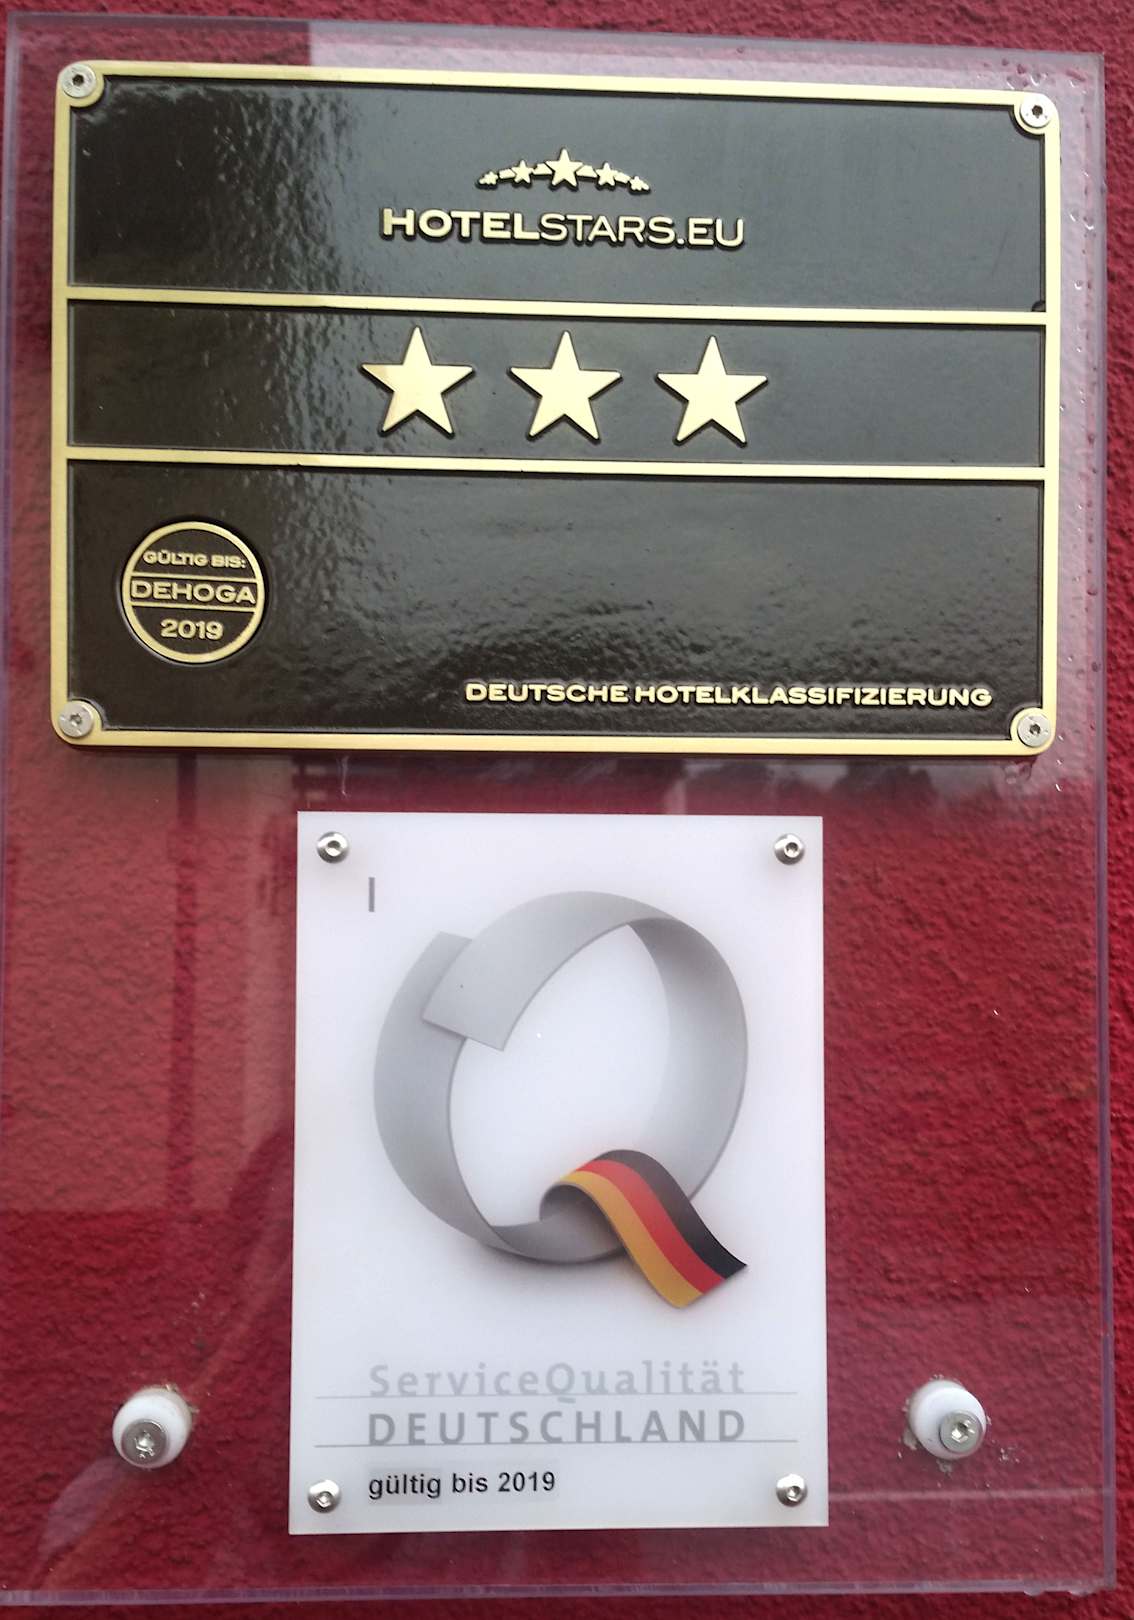 HOTELSTARS.EU
GÜLTIG BIS:
DEHOGA
2019
DEUTSCHE HOTELKLASSIFIZIERUNG
I
ServiceQualität
DEUTSCHLAND
gültig bis 2019